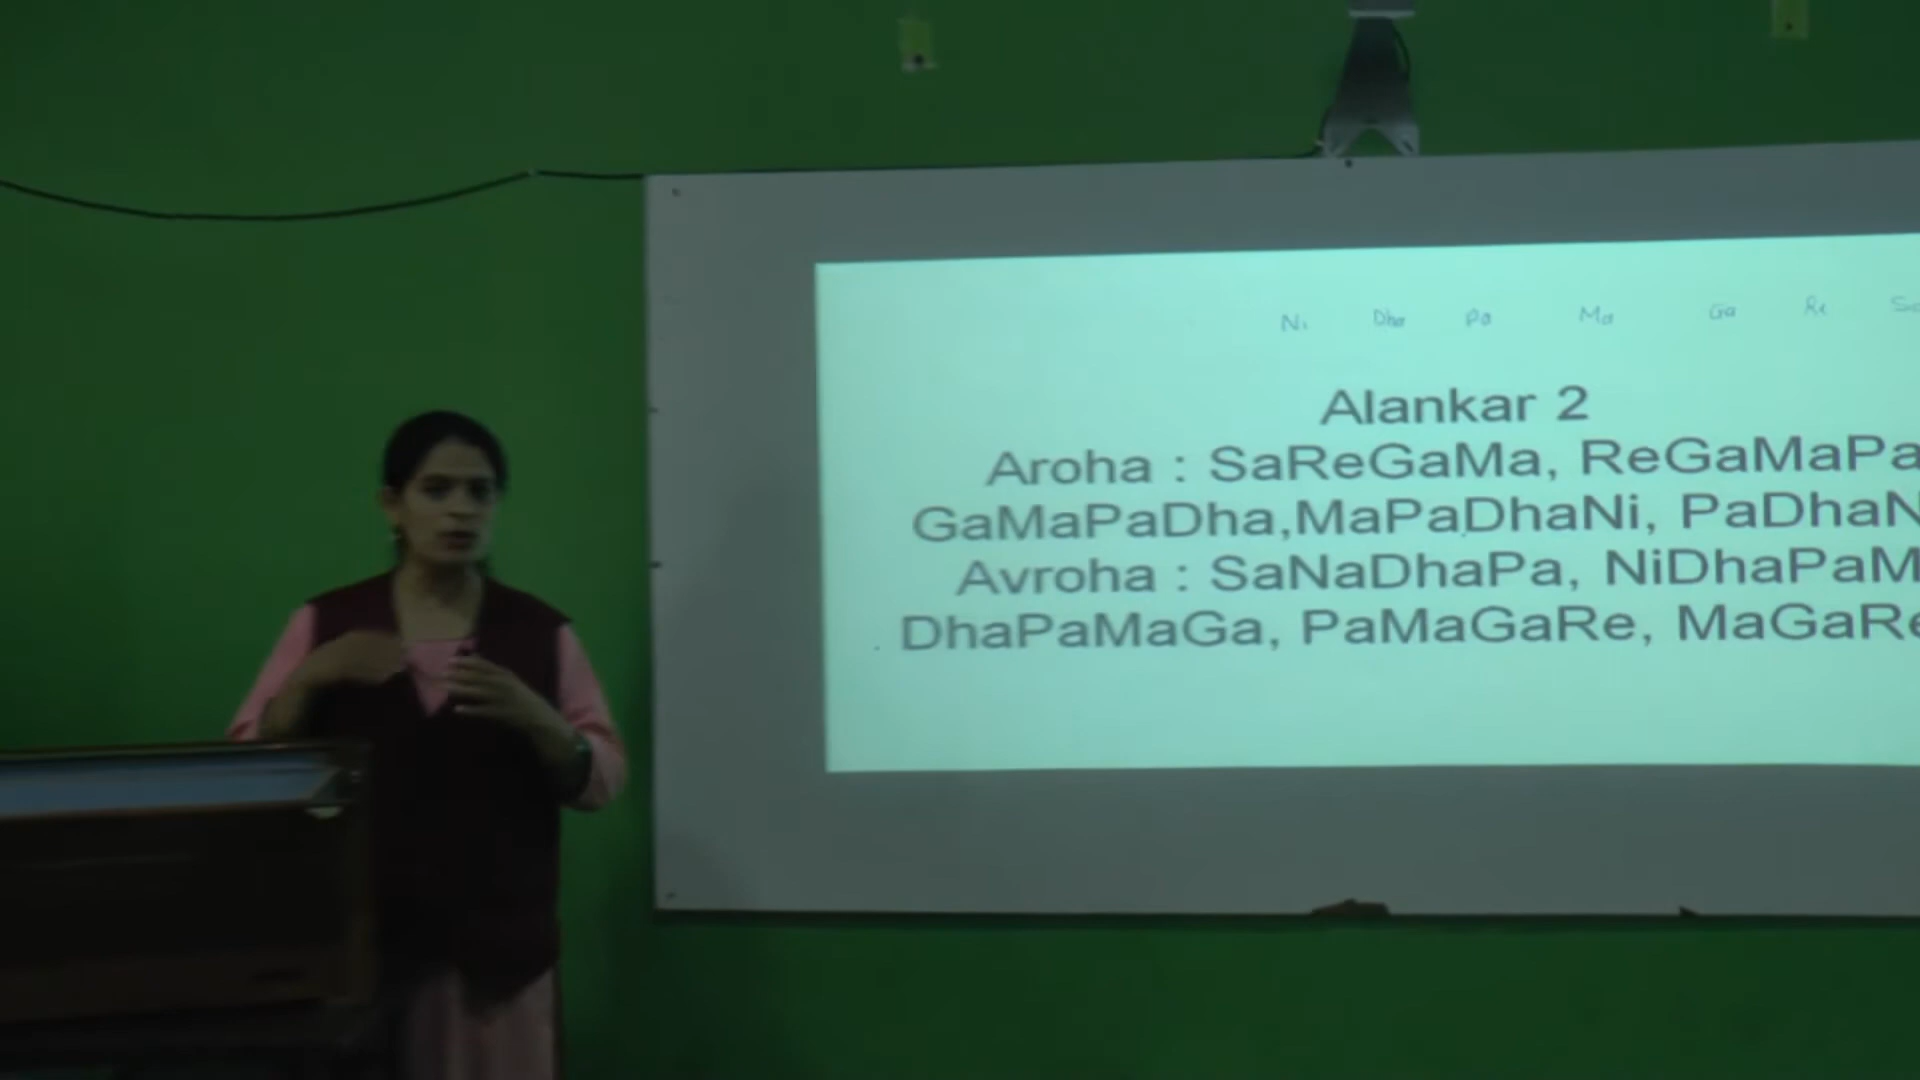 Ni Dha Pa Ma Ga Re
Alankar 2
Aroha : SaReGaMa, ReGaMaPa
GaMaPaDha,MaPaDhaNi, PaDhaN
Avroha : SaNaDhaPa, NiDhaPaM
DhaPaMaGa, PaMaGaRe, MaGaRe